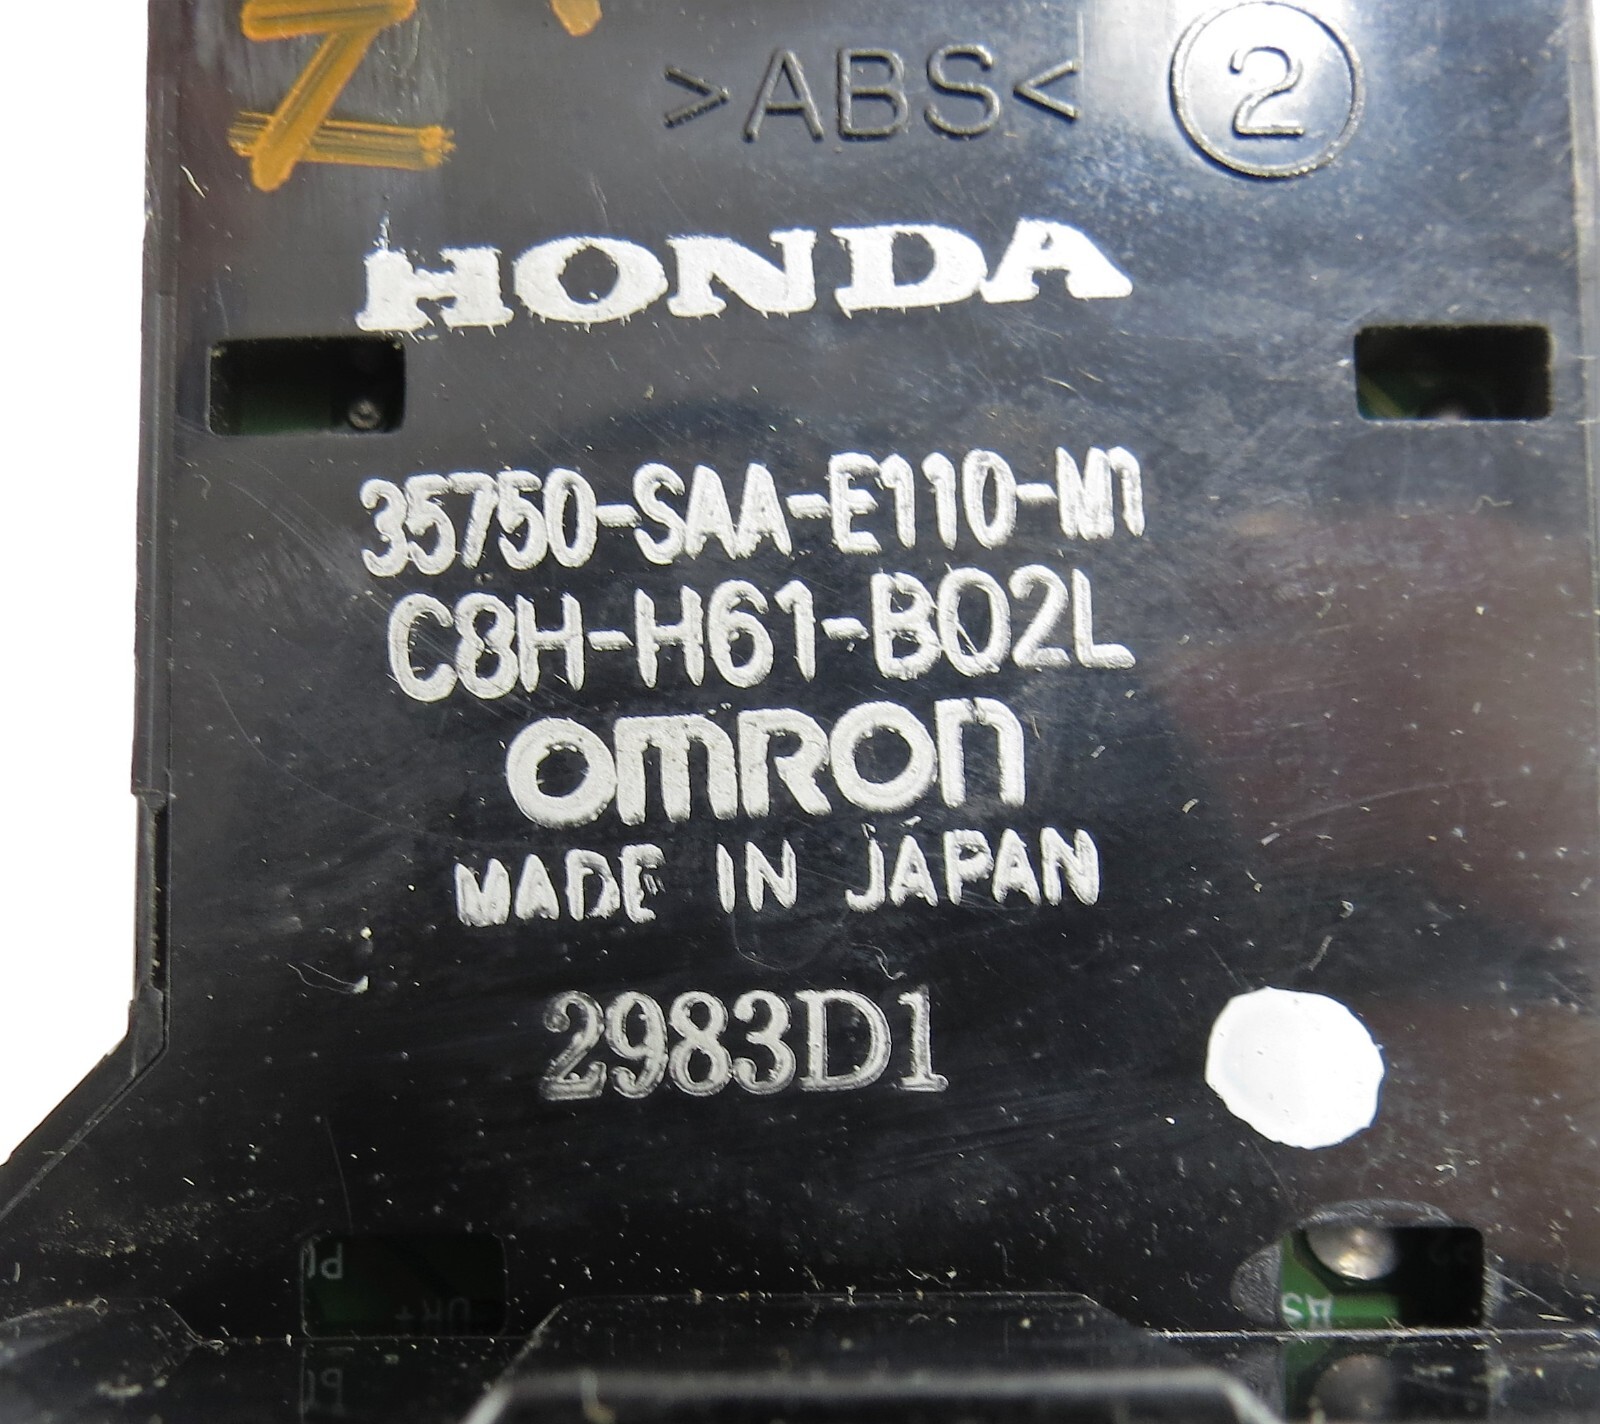 >ABS< 2
HONDA
35750-SAA-E110-M1
C8H-H61-B02L
omron
MADE IN JAPAN
2983D1